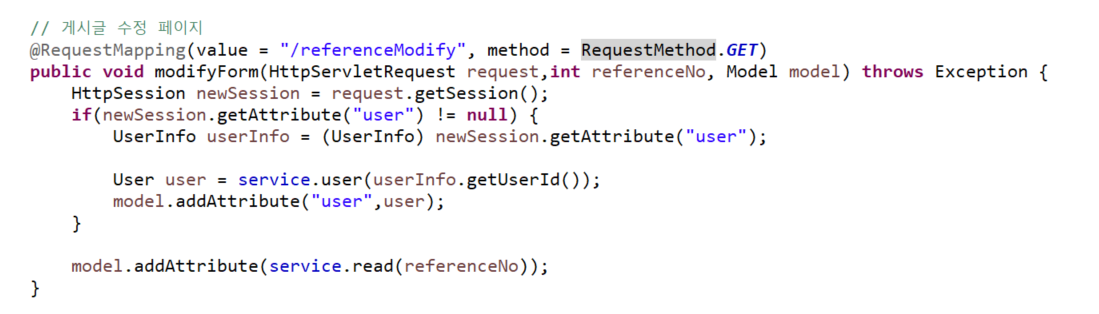 // 게시글 수정 페이지
@RequestMapping(value = "/referenceModify", method = RequestMethod.GET)
public void modifyForm(HttpServletRequest request,int referenceNo, Model model) throws Exception {
    HttpSession newSession = request.getSession();
    if(newSession.getAttribute("user") != null) {
        UserInfo userInfo = (UserInfo) newSession.getAttribute("user");
        User user = service.user(userInfo.getUserId());
        model.addAttribute("user",user);
    }
    model.addAttribute(service.read(referenceNo));
}